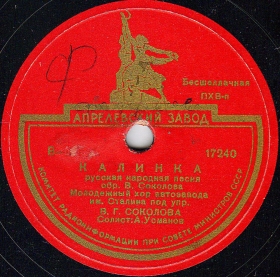 Ф
Бесшеллачная
ПХВ-п
АПРЕЛЕВСКИЙ ЗАВОД
17240
КАЛИНКА
русская народная песня
обр. В. Соколова
Молодежный хор автозавода
им. Сталина под упр.
В. Г. СОКОЛОВА
Солист: А. Усманов
КОМИТЕТ РАДИОИНФОРМАЦИИ ПРИ СОВЕТЕ МИНИСТРОВ СССР